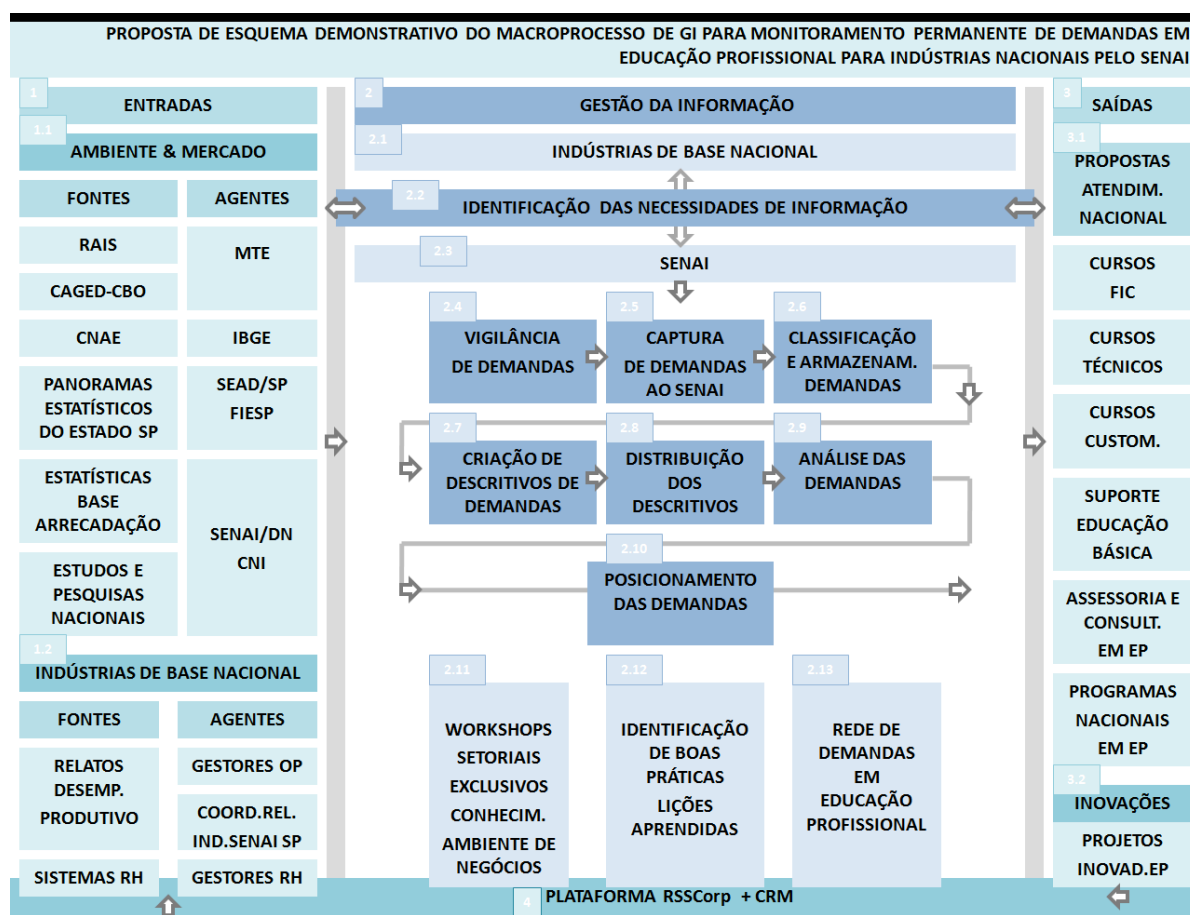 PROPOSTA DE ESQUEMA DEMONSTRATIVO DO MACROPROCESSO DE GI PARA MONITORAMENTO PERMANENTE DE DEMANDAS EM
EDUCAÇÃO PROFISSIONAL PARA INDÚSTRIAS NACIONAIS PELO SENAI
1
ENTRADAS
1.1
AMBIENTE & MERCADO
FONTES
AGENTES
RAIS
CAGED-CBO
MTE
CNAE
IBGE
PANORAMAS
ESTATÍSTICOS
DO ESTADO SP
SEAD/SP
FIESP
ESTATÍSTICAS
BASE
ARRECADAÇÃO
ESTUDOS E
PESQUISAS
NACIONAIS
SENAI/DN
CNI
1.2
INDÚSTRIAS DE BASE NACIONAL
FONTES
AGENTES
RELATOS
DESEMP.
PRODUTIVO
GESTORES OP
COORD.REL.
IND.SENAI SP
SISTEMAS RH
GESTORES RH
2
GESTÃO DA INFORMAÇÃO
2.1
INDÚSTRIAS DE BASE NACIONAL
2.2
IDENTIFICAÇÃO DAS NECESSIDADES DE INFORMAÇÃO
2.3
SENAI
2.4
VIGILÂNCIA
DE DEMANDAS
2.5
CAPTURA
DE DEMANDAS
AO SENAI
2.6
CLASSIFICAÇÃO
E ARMAZENAM.
DEMANDAS
2.7
CRIAÇÃO DE
DESCRITIVOS DE
DEMANDAS
2.8
DISTRIBUIÇÃO
DOS
DESCRITIVOS
2.9
ANÁLISE DAS
DEMANDAS
2.10
POSICIONAMENTO
DAS DEMANDAS
2.11
WORKSHOPS
SETORIAIS
EXCLUSIVOS
CONHECIM.
AMBIENTE DE
NEGÓCIOS
2.12
IDENTIFICAÇÃO
DE BOAS
PRÁTICAS
LIÇÕES
APRENDIDAS
2.13
REDE DE
DEMANDAS
EM
EDUCAÇÃO
PROFISSIONAL
3
SAÍDAS
3.1
PROPOSTAS
ATENDIM.
NACIONAL
CURSOS
FIC
CURSOS
TÉCNICOS
CURSOS
CUSTOM.
SUPORTE
EDUCAÇÃO
BÁSICA
ASSESSORIA E
CONSULT.
EM EP
PROGRAMAS
NACIONAIS
EM EP
3.2
INOVAÇÕES
PROJETOS
INOVAD.EP
4
PLATAFORMA RSSCorp + CRM